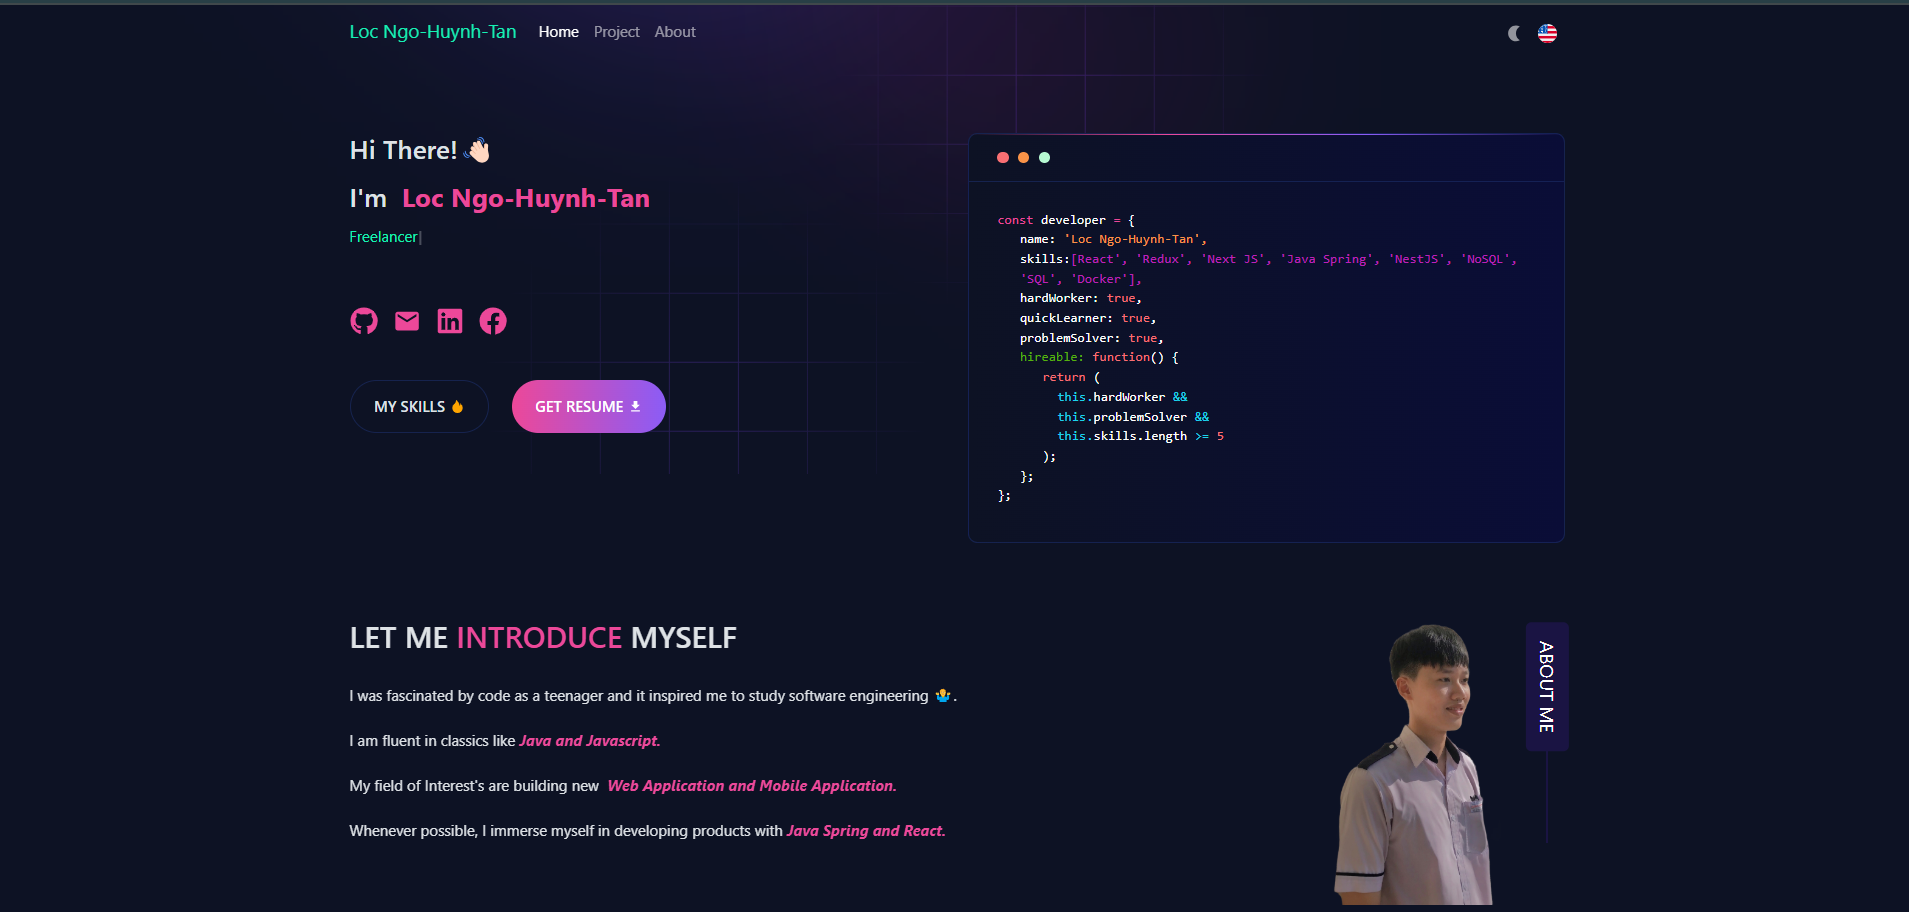 Loc Ngo-Huynh-Tan Home Project About
Hi There! 👋🏻
I'm Loc Ngo-Huynh-Tan
Freelancer|
MY SKILLS
GET RESUME
const developer = {
name: 'Loc Ngo-Huynh-Tan',
skills:[React', 'Redux', 'Next JS', 'Java Spring', 'NestJS', 'NoSQL',
'SQL', 'Docker'],
hardWorker: true,
quickLearner: true,
problemSolver: true,
hireable: function() {
return (
this.hardWorker &&
this.problemSolver &&
this.skills.length >= 5
);
};
};
LET ME INTRODUCE MYSELF
I was fascinated by code as a teenager and it inspired me to study software engineering 🤷‍♂️.
I am fluent in classics like Java and Javascript.
My field of Interest's are building new Web Application and Mobile Application.
Whenever possible, I immerse myself in developing products with Java Spring and React.
ABOUT ME